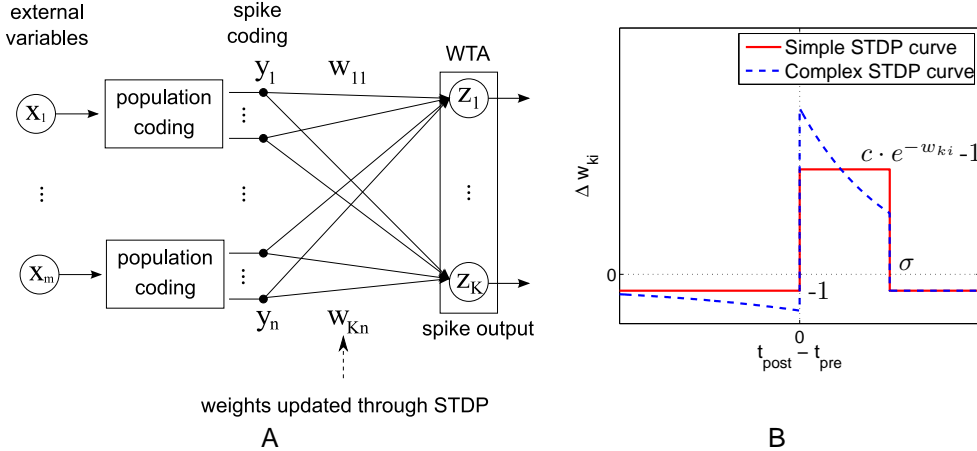 external variables
spike coding
y1
w11
WTA
x1
population coding
...
z1
...
...
...
...
xm
population coding
...
zK
yn
wKn
spike output
weights updated through STDP
A
Simple STDP curve
Complex STDP curve
Δ wki
c · e^−wki -1
0
-1
σ
0
tpost − tpre
B